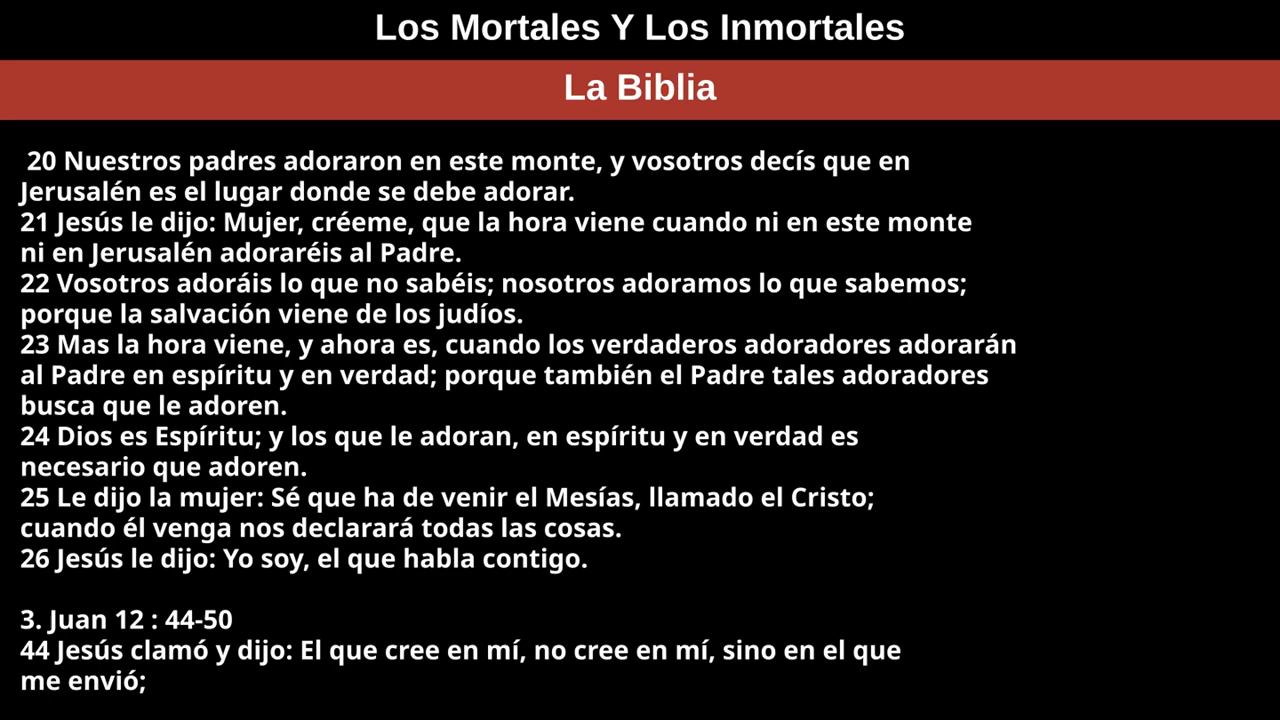 Los Mortales Y Los Inmortales
La Biblia
20 Nuestros padres adoraron en este monte, y vosotros decís que en
Jerusalén es el lugar donde se debe adorar.
21 Jesús le dijo: Mujer, créeme, que la hora viene cuando ni en este monte
ni en Jerusalén adoraréis al Padre.
22 Vosotros adoráis lo que no sabéis; nosotros adoramos lo que sabemos;
porque la salvación viene de los judíos.
23 Mas la hora viene, y ahora es, cuando los verdaderos adoradores adorarán
al Padre en espíritu y en verdad; porque también el Padre tales adoradores
busca que le adoren.
24 Dios es Espíritu; y los que le adoran, en espíritu y en verdad es
necesario que adoren.
25 Le dijo la mujer: Sé que ha de venir el Mesías, llamado el Cristo;
cuando él venga nos declarará todas las cosas.
26 Jesús le dijo: Yo soy, el que habla contigo.
3. Juan 12 : 44-50
44 Jesús clamó y dijo: El que cree en mí, no cree en mí, sino en el que
me envió;